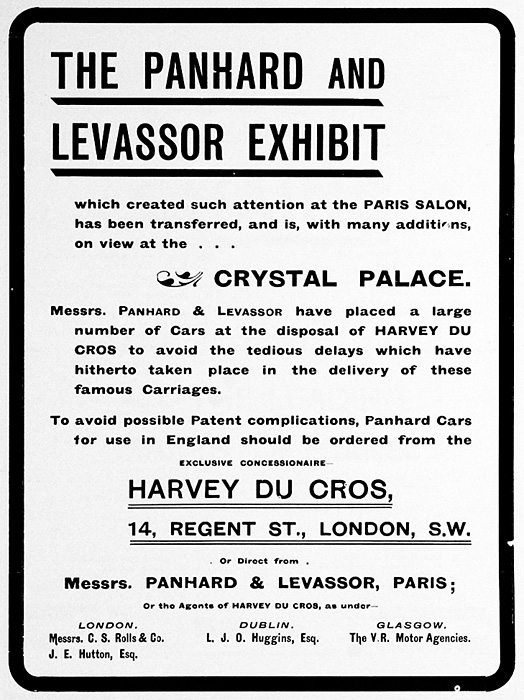 THE PANHARD AND
LEVASSOR EXHIBIT
which created such attention at the PARIS SALON,
has been transferred, and is, with many additions,
on view at the . . .
CRYSTAL PALACE.
Messrs. PANHARD & LEVASSOR have placed a large
number of Cars at the disposal of HARVEY DU
CROS to avoid the tedious delays which have
hitherto taken place in the delivery of these
famous Carriages.
To avoid possible Patent complications, Panhard Cars
for use in England should be ordered from the
EXCLUSIVE CONCESSIONAIRE—
HARVEY DU CROS,
14, REGENT ST., LONDON, S.W.
. Or Direct from .
Messrs. PANHARD & LEVASSOR, PARIS;
Or the Agents of HARVEY DU CROS, as under—
LONDON. DUBLIN. GLASGOW.
Messrs. C. S. Rolls & Co. L. J. O. Huggins, Esq. The V.R. Motor Agencies.
J. E. Hutton, Esq.